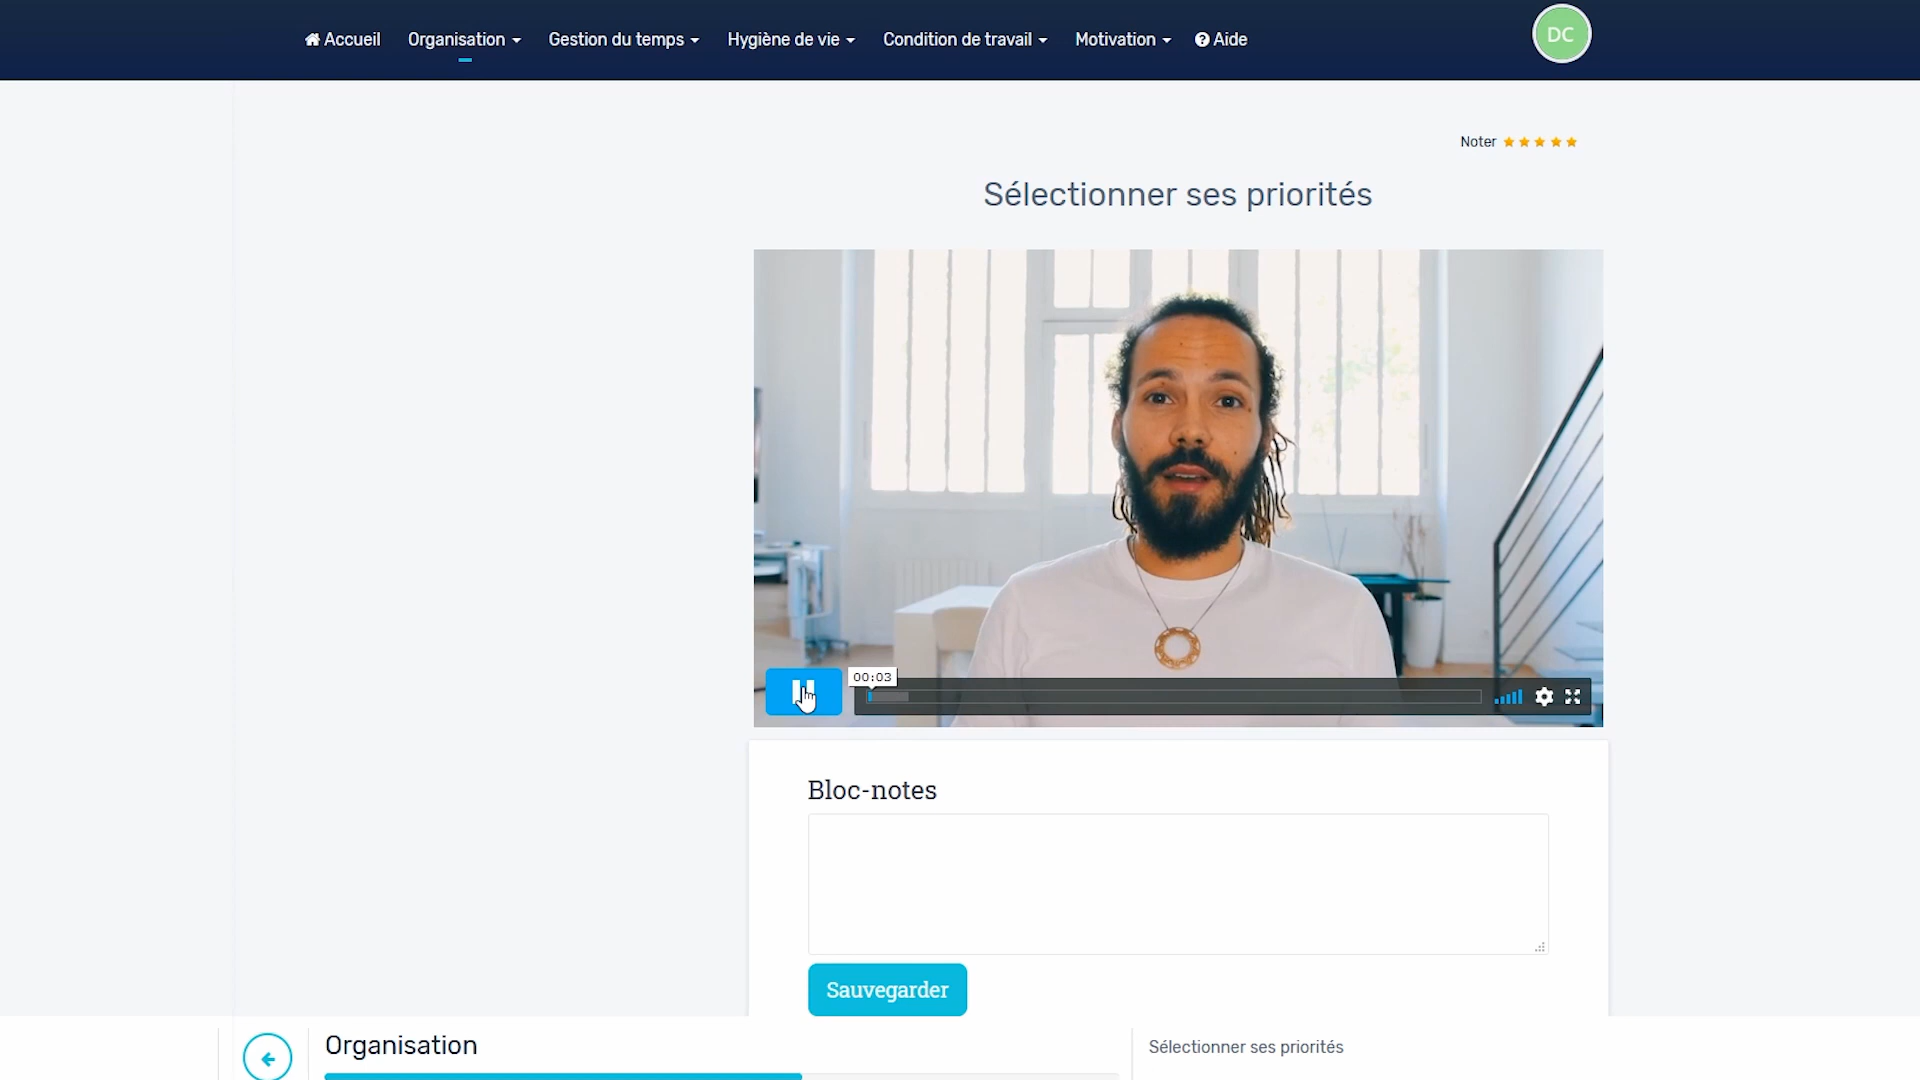 Accueil Organisation Gestion du temps Hygiène de vie Condition de travail Motivation Aide DC
Noter
Sélectionner ses priorités
00:03
Bloc-notes
Sauvegarder
Organisation
Sélectionner ses priorités